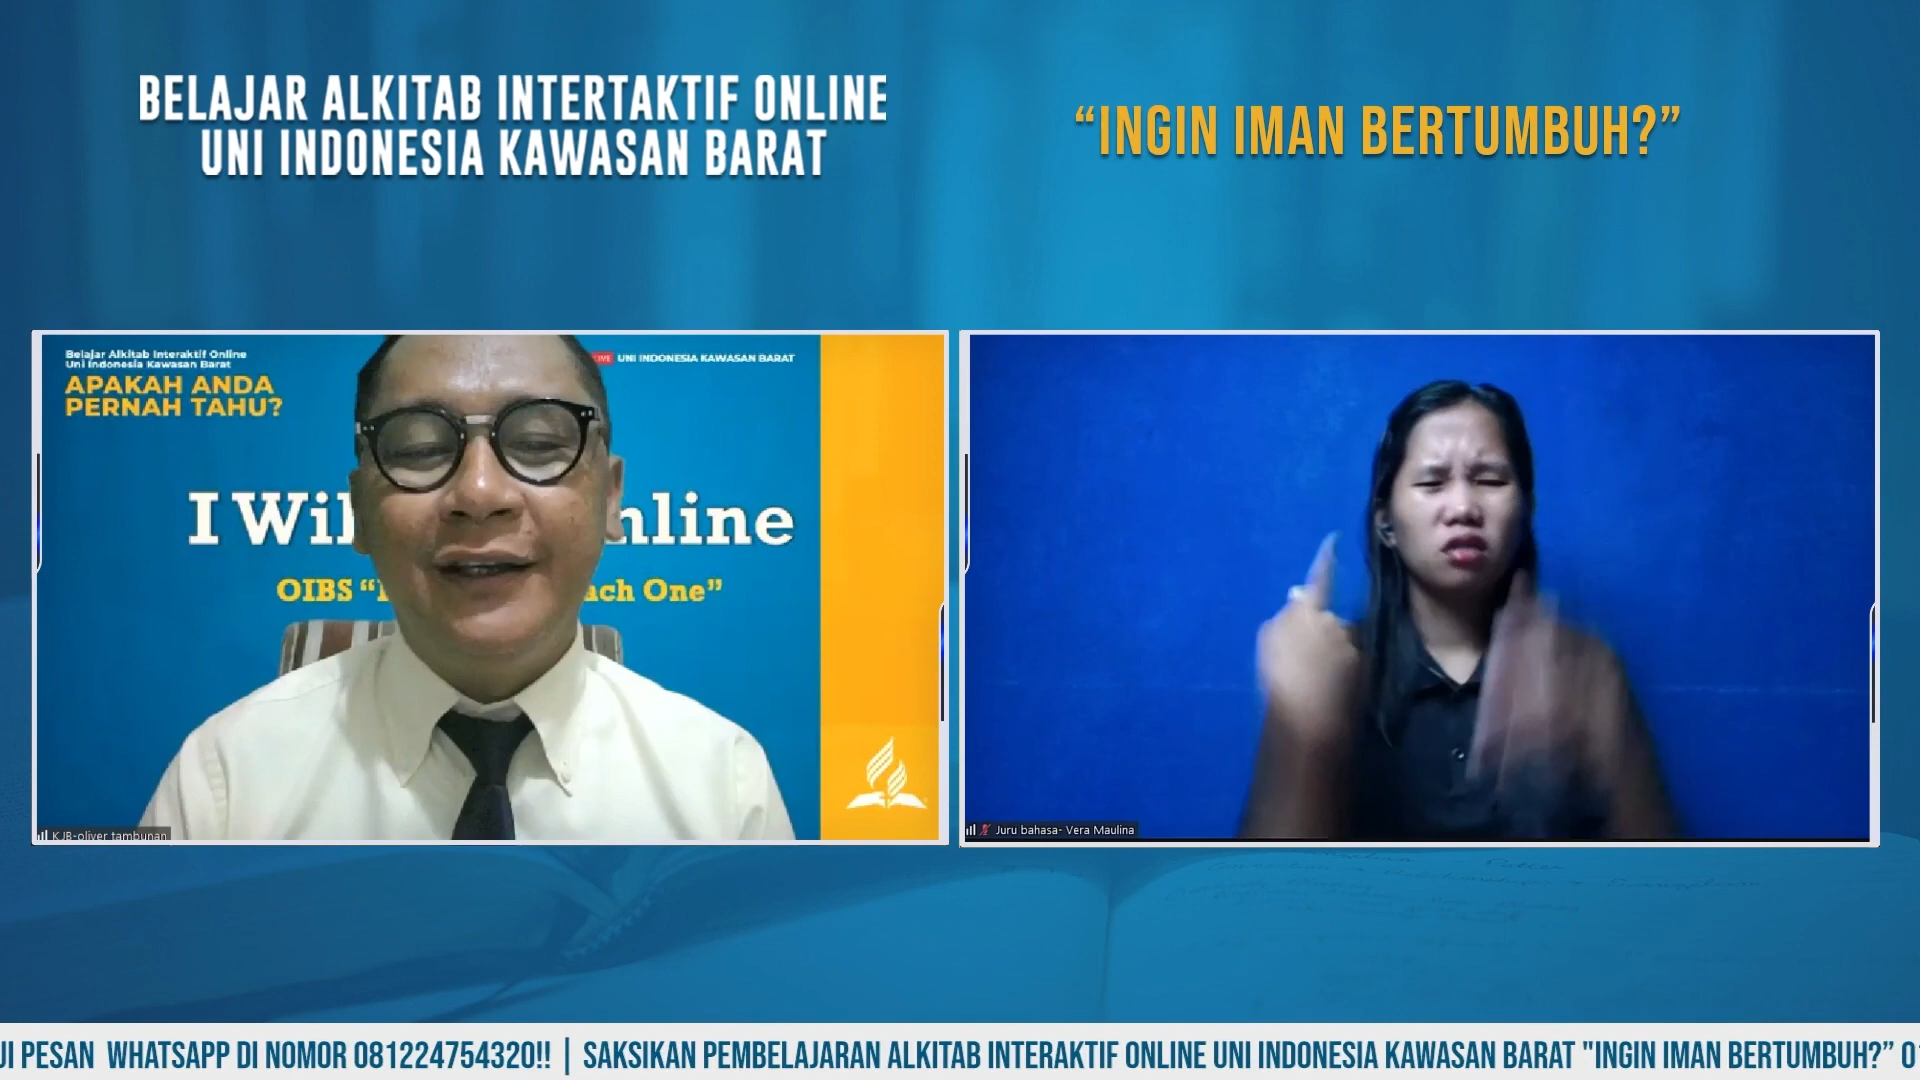 BELAJAR ALKITAB INTERTAKTIF ONLINE
UNI INDONESIA KAWASAN BARAT
“INGIN IMAN BERTUMBUH?”
Belajar Alkitab Interaktif Online
Uni Indonesia Kawasan Barat
APAKAH ANDA
PERNAH TAHU?
UNI INDONESIA KAWASAN BARAT
I Wil nline
OIBS “ ach One”
KJB-oliver tambunan
Juru bahasa- Vera Maulina
JI PESAN WHATSAPP DI NOMOR 081224754320!! | SAKSIKAN PEMBELAJARAN ALKITAB INTERAKTIF ONLINE UNI INDONESIA KAWASAN BARAT "INGIN IMAN BERTUMBUH?” 0